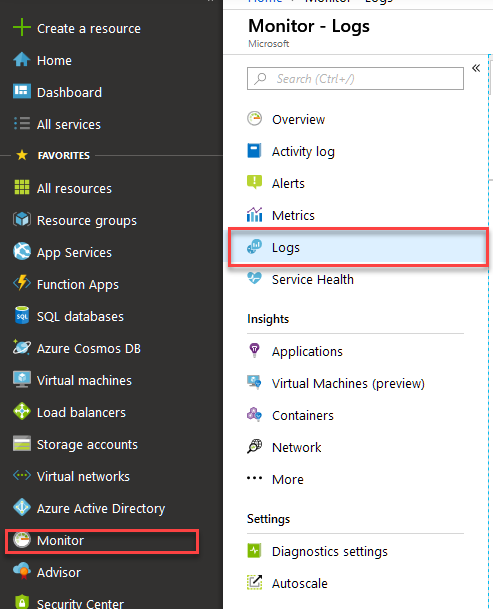 Create a resource
Home
Dashboard
All services
FAVORITES
All resources
Resource groups
App Services
Function Apps
SQL databases
Azure Cosmos DB
Virtual machines
Load balancers
Storage accounts
Virtual networks
Azure Active Directory
Monitor
Advisor
Security Center
Home > Monitor - Logs
Monitor - Logs
Microsoft
Search (Ctrl+/)
«
Overview
Activity log
Alerts
Metrics
Logs
Service Health
Insights
Applications
Virtual Machines (preview)
Containers
Network
More
Settings
Diagnostics settings
Autoscale